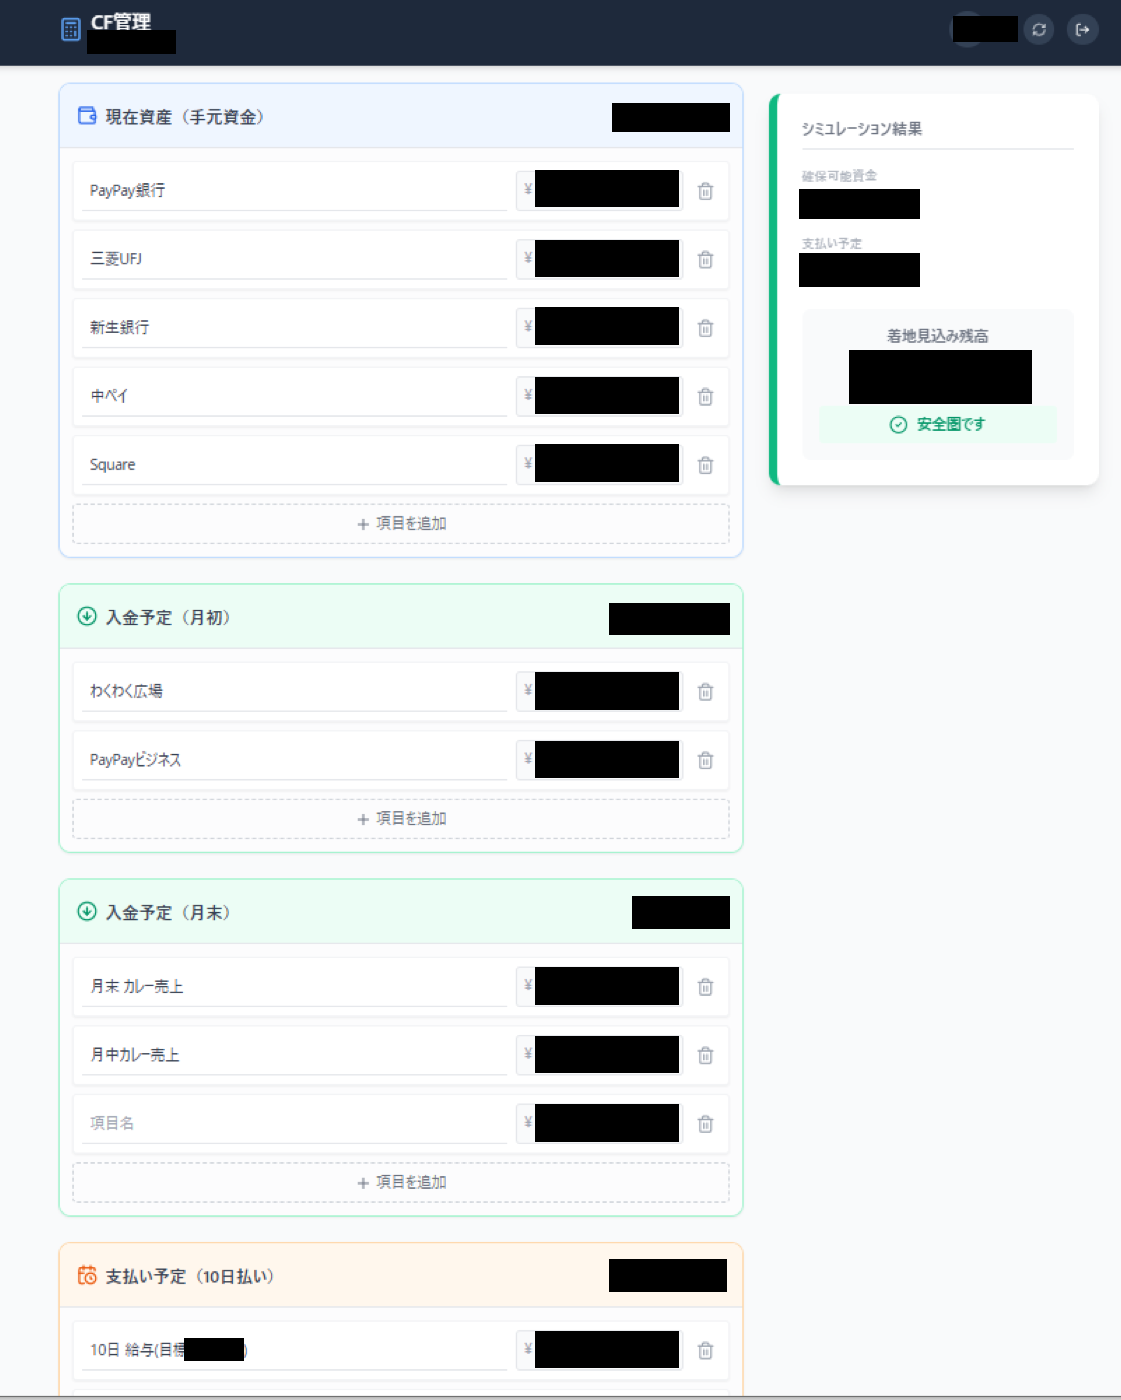 CF管理
現在資産（手元資金）
PayPay銀行
¥
三菱UFJ
¥
新生銀行
¥
中ペイ
¥
Square
¥
+ 項目を追加
入金予定（月初）
わくわく広場
¥
PayPayビジネス
¥
+ 項目を追加
入金予定（月末）
月末 カレー売上
¥
月中カレー売上
¥
項目名
¥
+ 項目を追加
支払い予定（10日払い）
10日 給与(目標)
¥
シミュレーション結果
確保可能資金
支払い予定
着地見込み残高
安全圏です